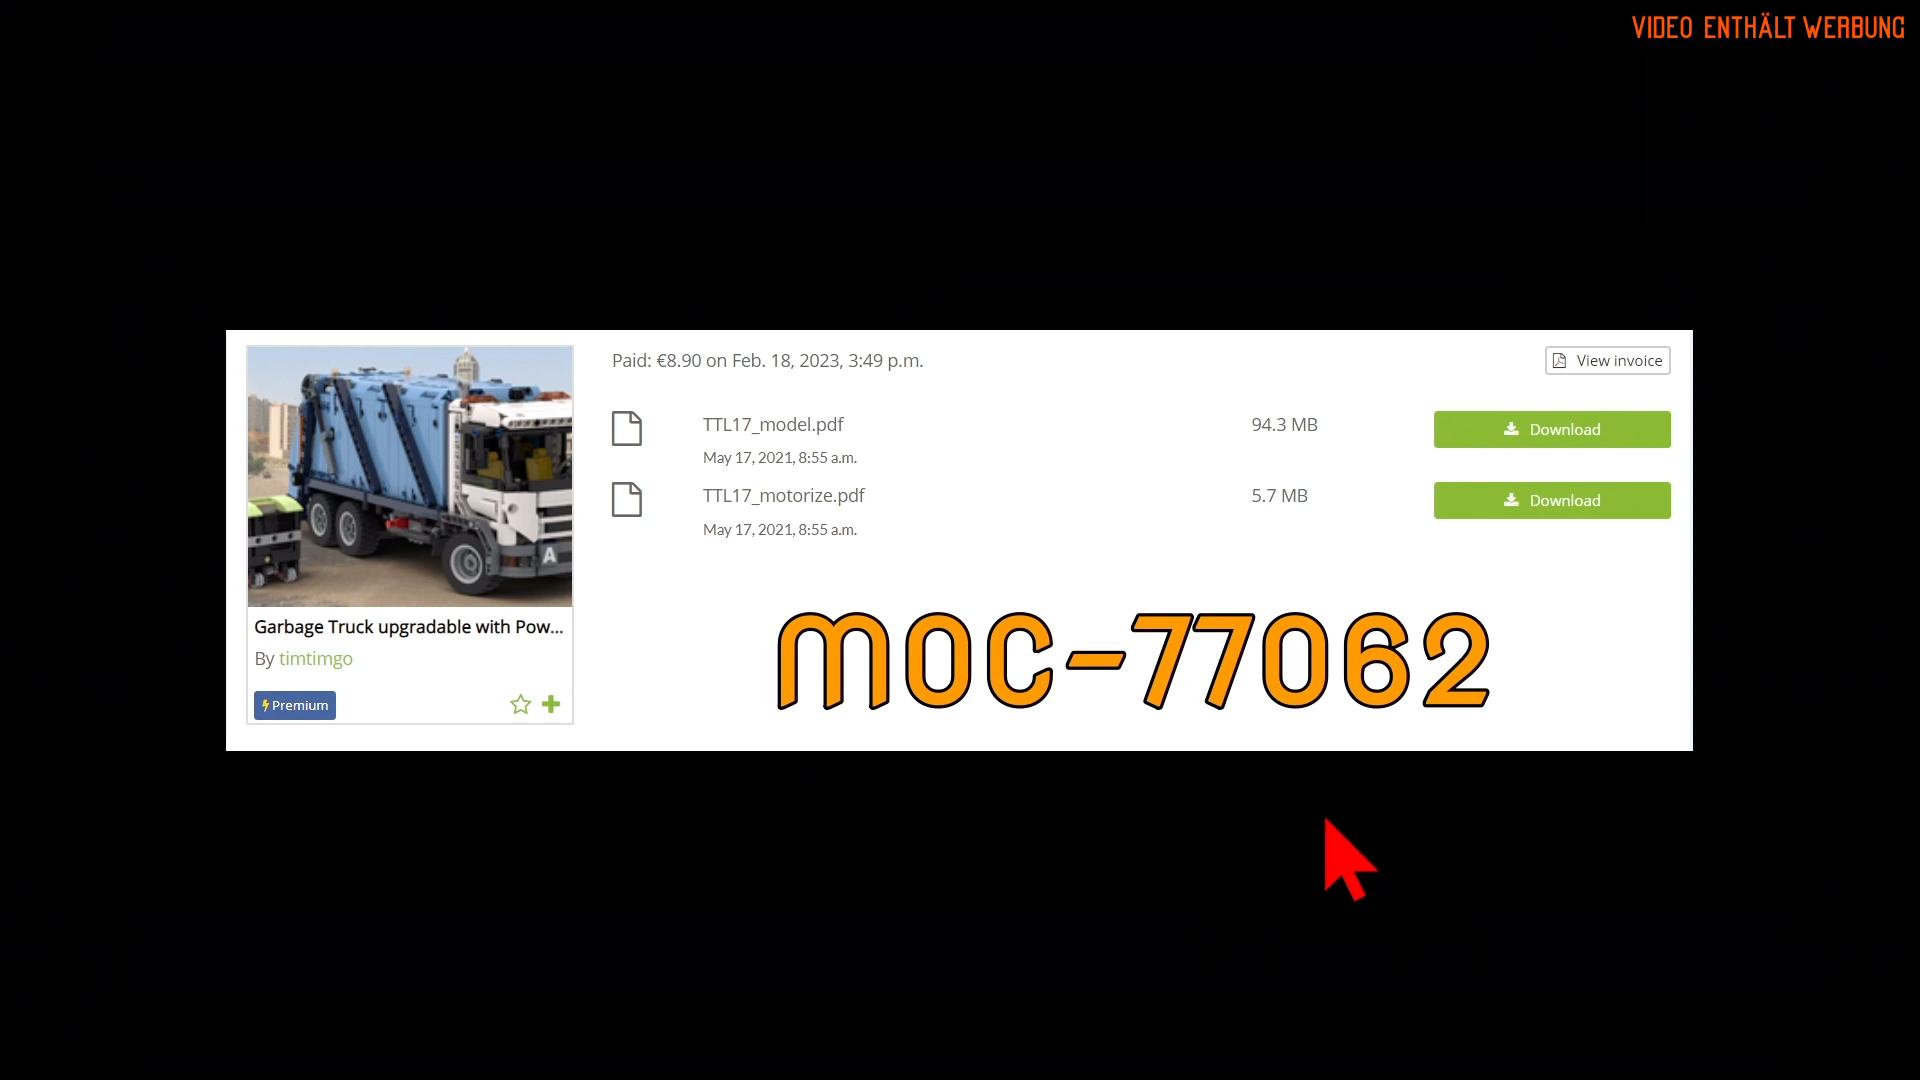 VIDEO ENTHÄLT WERBUNG
Paid: €8.90 on Feb. 18, 2023, 3:49 p.m.
View invoice
TTL17_model.pdf
94.3 MB
Download
May 17, 2021, 8:55 a.m.
TTL17_motorize.pdf
5.7 MB
Download
May 17, 2021, 8:55 a.m.
A
Garbage Truck upgradable with Pow...
By timtimgo
Premium
MOC-77062